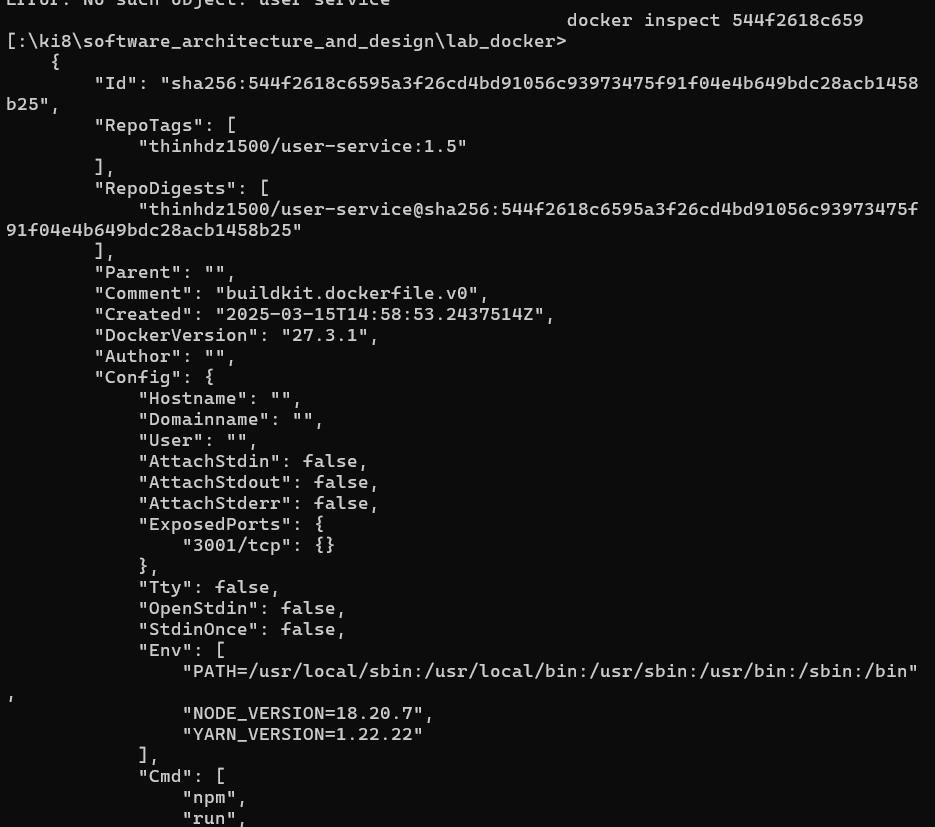 Error: No such object: user-service
docker inspect 544f2618c659
[:\ki8\software_architecture_and_design\lab_docker>
{
"Id": "sha256:544f2618c6595a3f26cd4bd91056c93973475f91f04e4b649bdc28acb1458
b25",
"RepoTags": [
"thinhdz1500/user-service:1.5"
],
"RepoDigests": [
"thinhdz1500/user-service@sha256:544f2618c6595a3f26cd4bd91056c93973475f
91f04e4b649bdc28acb1458b25"
],
"Parent": "",
"Comment": "buildkit.dockerfile.v0",
"Created": "2025-03-15T14:58:53.2437514Z",
"DockerVersion": "27.3.1",
"Author": "",
"Config": {
"Hostname": "",
"Domainname": "",
"User": "",
"AttachStdin": false,
"AttachStdout": false,
"AttachStderr": false,
"ExposedPorts": {
"3001/tcp": {}
},
"Tty": false,
"OpenStdin": false,
"StdinOnce": false,
"Env": [
"PATH=/usr/local/sbin:/usr/local/bin:/usr/sbin:/usr/bin:/sbin:/bin"
,
"NODE_VERSION=18.20.7",
"YARN_VERSION=1.22.22"
],
"Cmd": [
"npm",
"run",